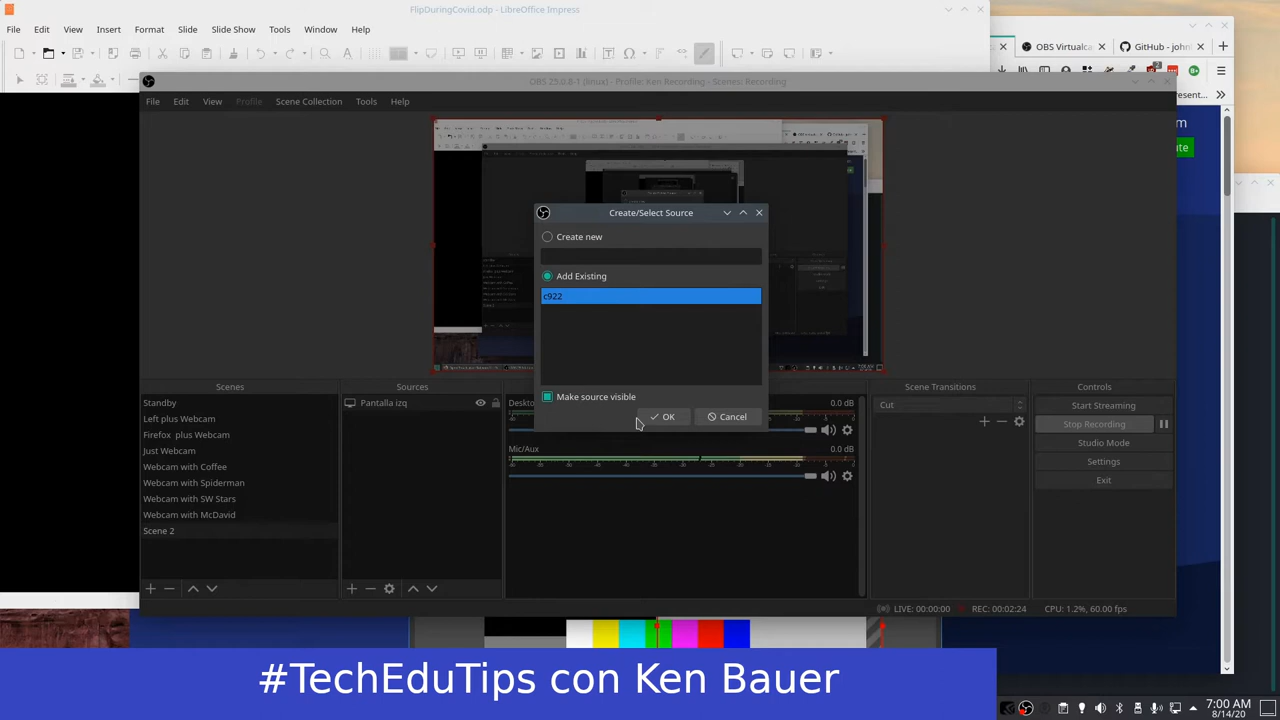 FlipDuringCovid.odp - LibreOffice Impress
File Edit View Insert Format Slide Slide Show Tools Window Help
OBS Virtualca
GitHub - johnl
OBS 25.0.8-1 (linux) - Profile: Ken Recording - Scenes: Recording
File Edit View Profile Scene Collection Tools Help
Create/Select Source
Create new
Add Existing
c922
Make source visible
OK Cancel
Scenes
Standby
Left plus Webcam
Firefox plus Webcam
Just Webcam
Webcam with Coffee
Webcam with Spiderman
Webcam with SW Stars
Webcam with McDavid
Scene 2
Sources
Pantalla izq
0.0 dB
Mic/Aux 0.0 dB
Scene Transitions
Cut
Controls
Start Streaming
Stop Recording
Studio Mode
Settings
Exit
LIVE: 00:00:00 REC: 00:02:24 CPU: 1.2%, 60.00 fps
#TechEduTips con Ken Bauer
7:00 AM
8/14/20